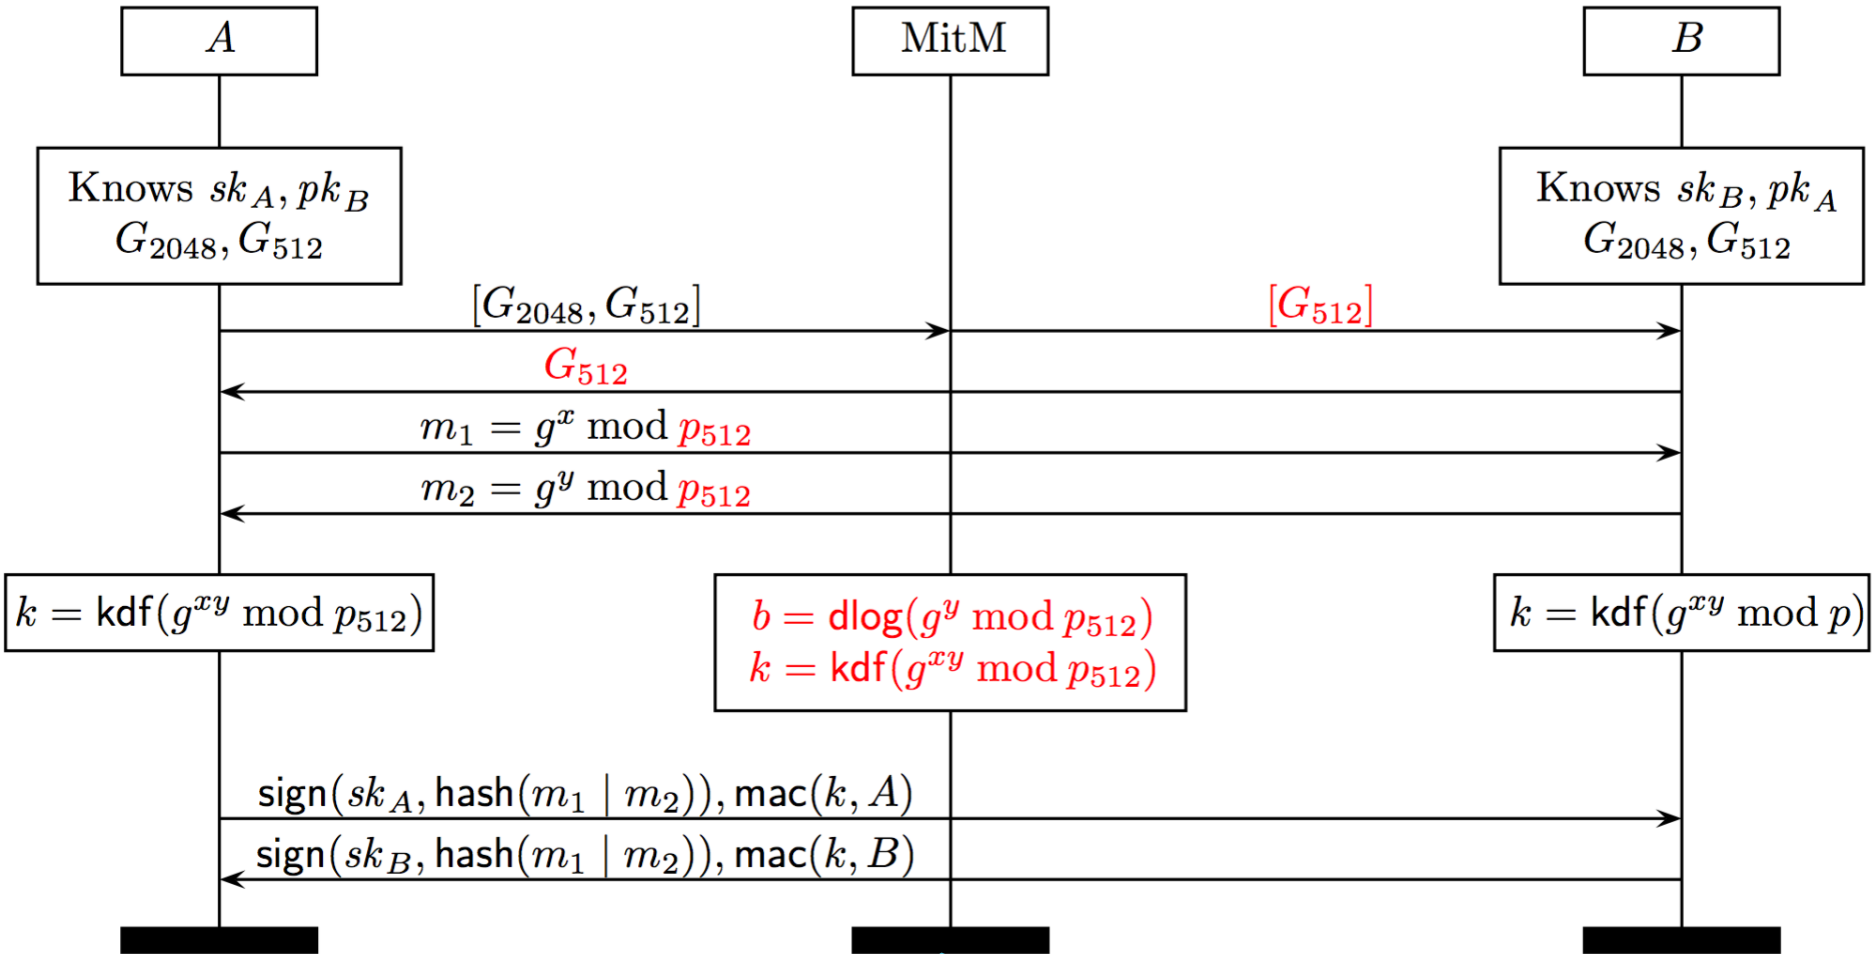 A MitM B
Knows sk_A, pk_B
G_2048, G_512
Knows sk_B, pk_A
G_2048, G_512
[G_2048, G_512] [G_512]
G_512
m_1 = g^x mod p_512
m_2 = g^y mod p_512
k = kdf(g^xy mod p_512)
b = dlog(g^y mod p_512)
k = kdf(g^xy mod p_512)
k = kdf(g^xy mod p)
sign(sk_A, hash(m_1 | m_2)), mac(k, A)
sign(sk_B, hash(m_1 | m_2)), mac(k, B)